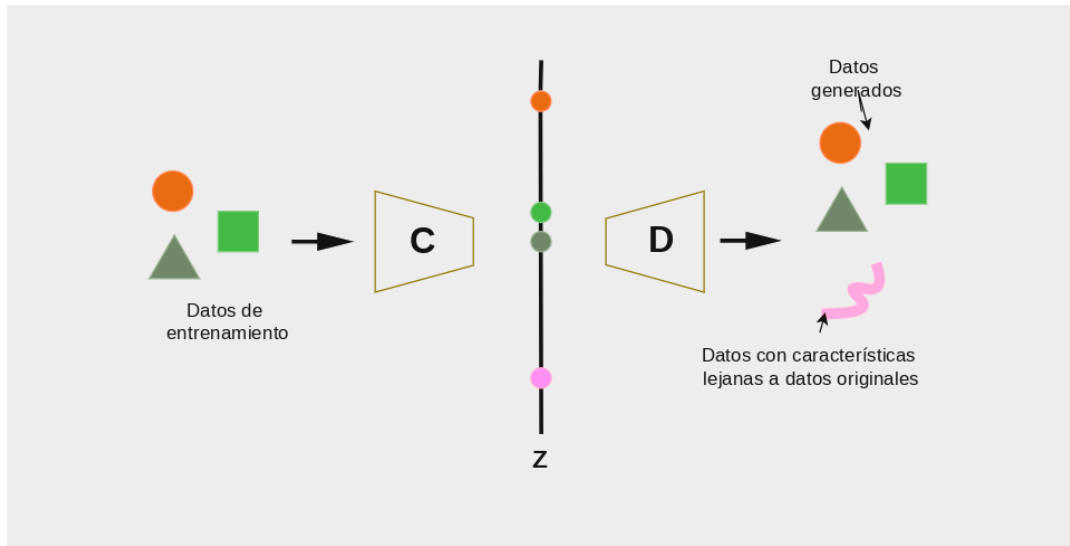 Datos
generados
C
D
Datos de
entrenamiento
Datos con características
lejanas a datos originales
z